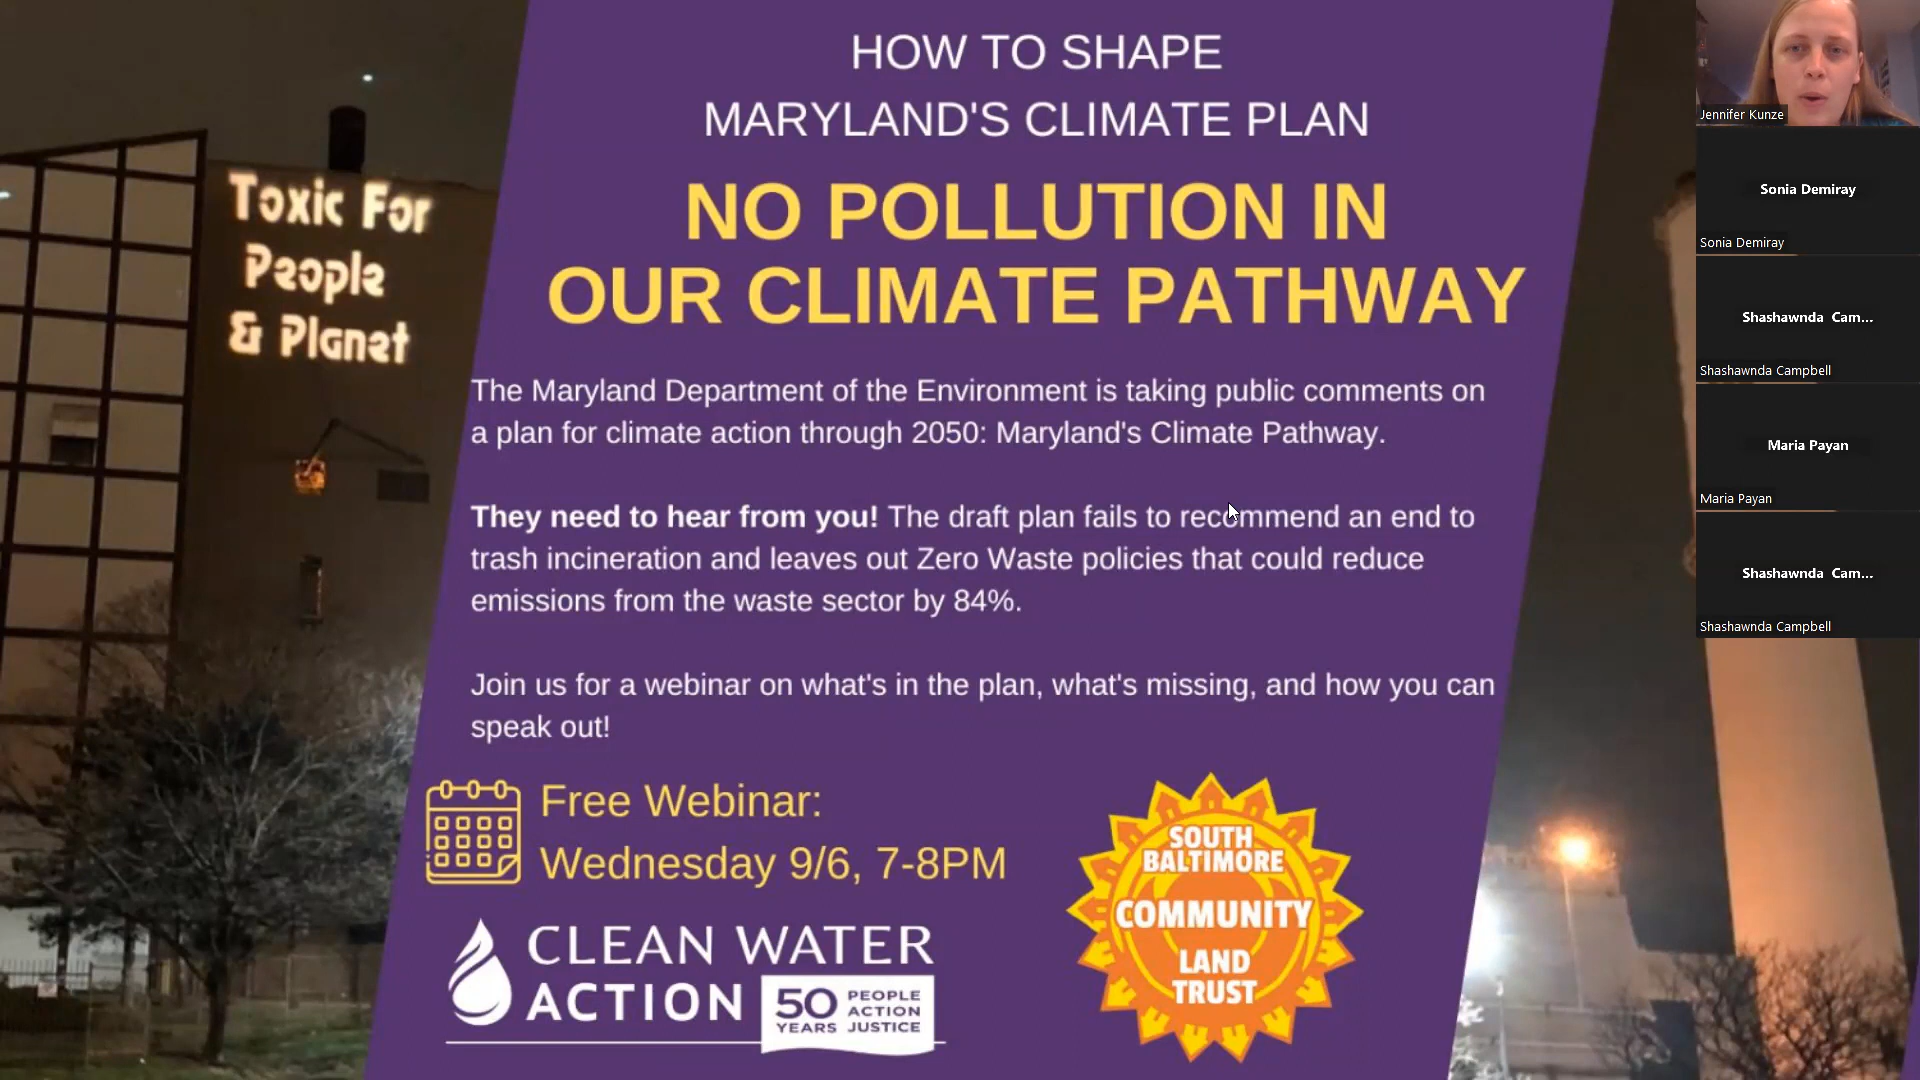 HOW TO SHAPE
MARYLAND'S CLIMATE PLAN
NO POLLUTION IN
OUR CLIMATE PATHWAY
Toxic For
People
& Planet
The Maryland Department of the Environment is taking public comments on
a plan for climate action through 2050: Maryland's Climate Pathway.
They need to hear from you! The draft plan fails to recommend an end to
trash incineration and leaves out Zero Waste policies that could reduce
emissions from the waste sector by 84%.
Join us for a webinar on what's in the plan, what's missing, and how you can
speak out!
Free Webinar:
Wednesday 9/6, 7-8PM
CLEAN WATER
ACTION
50
YEARS
PEOPLE
ACTION
JUSTICE
SOUTH
BALTIMORE
COMMUNITY
LAND
TRUST
Jennifer Kunze
Sonia Demiray
Sonia Demiray
Shashawnda Cam...
Shashawnda Campbell
Maria Payan
Maria Payan
Shashawnda Cam...
Shashawnda Campbell